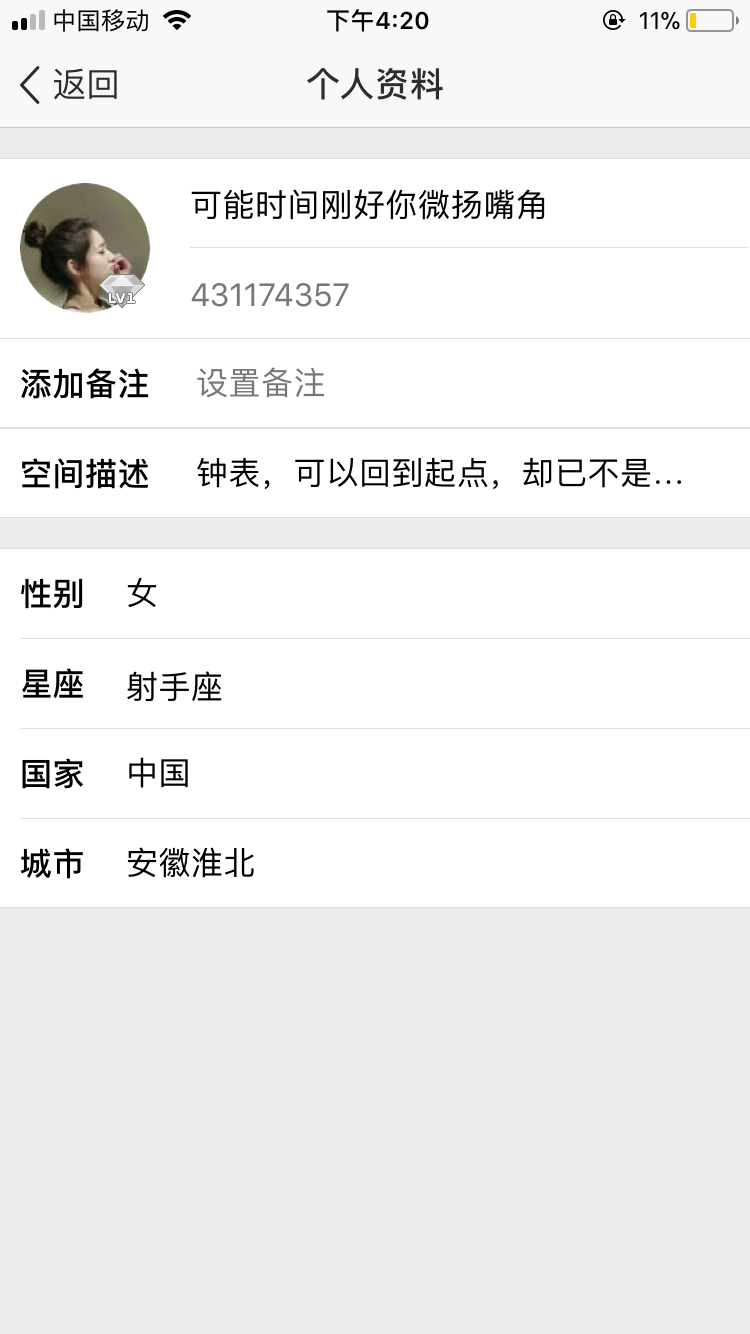 中国移动 下午4:20 11%
返回 个人资料
可能时间刚好你微扬嘴角
LV1
431174357
添加备注 设置备注
空间描述 钟表，可以回到起点，却已不是...
性别 女
星座 射手座
国家 中国
城市 安徽淮北